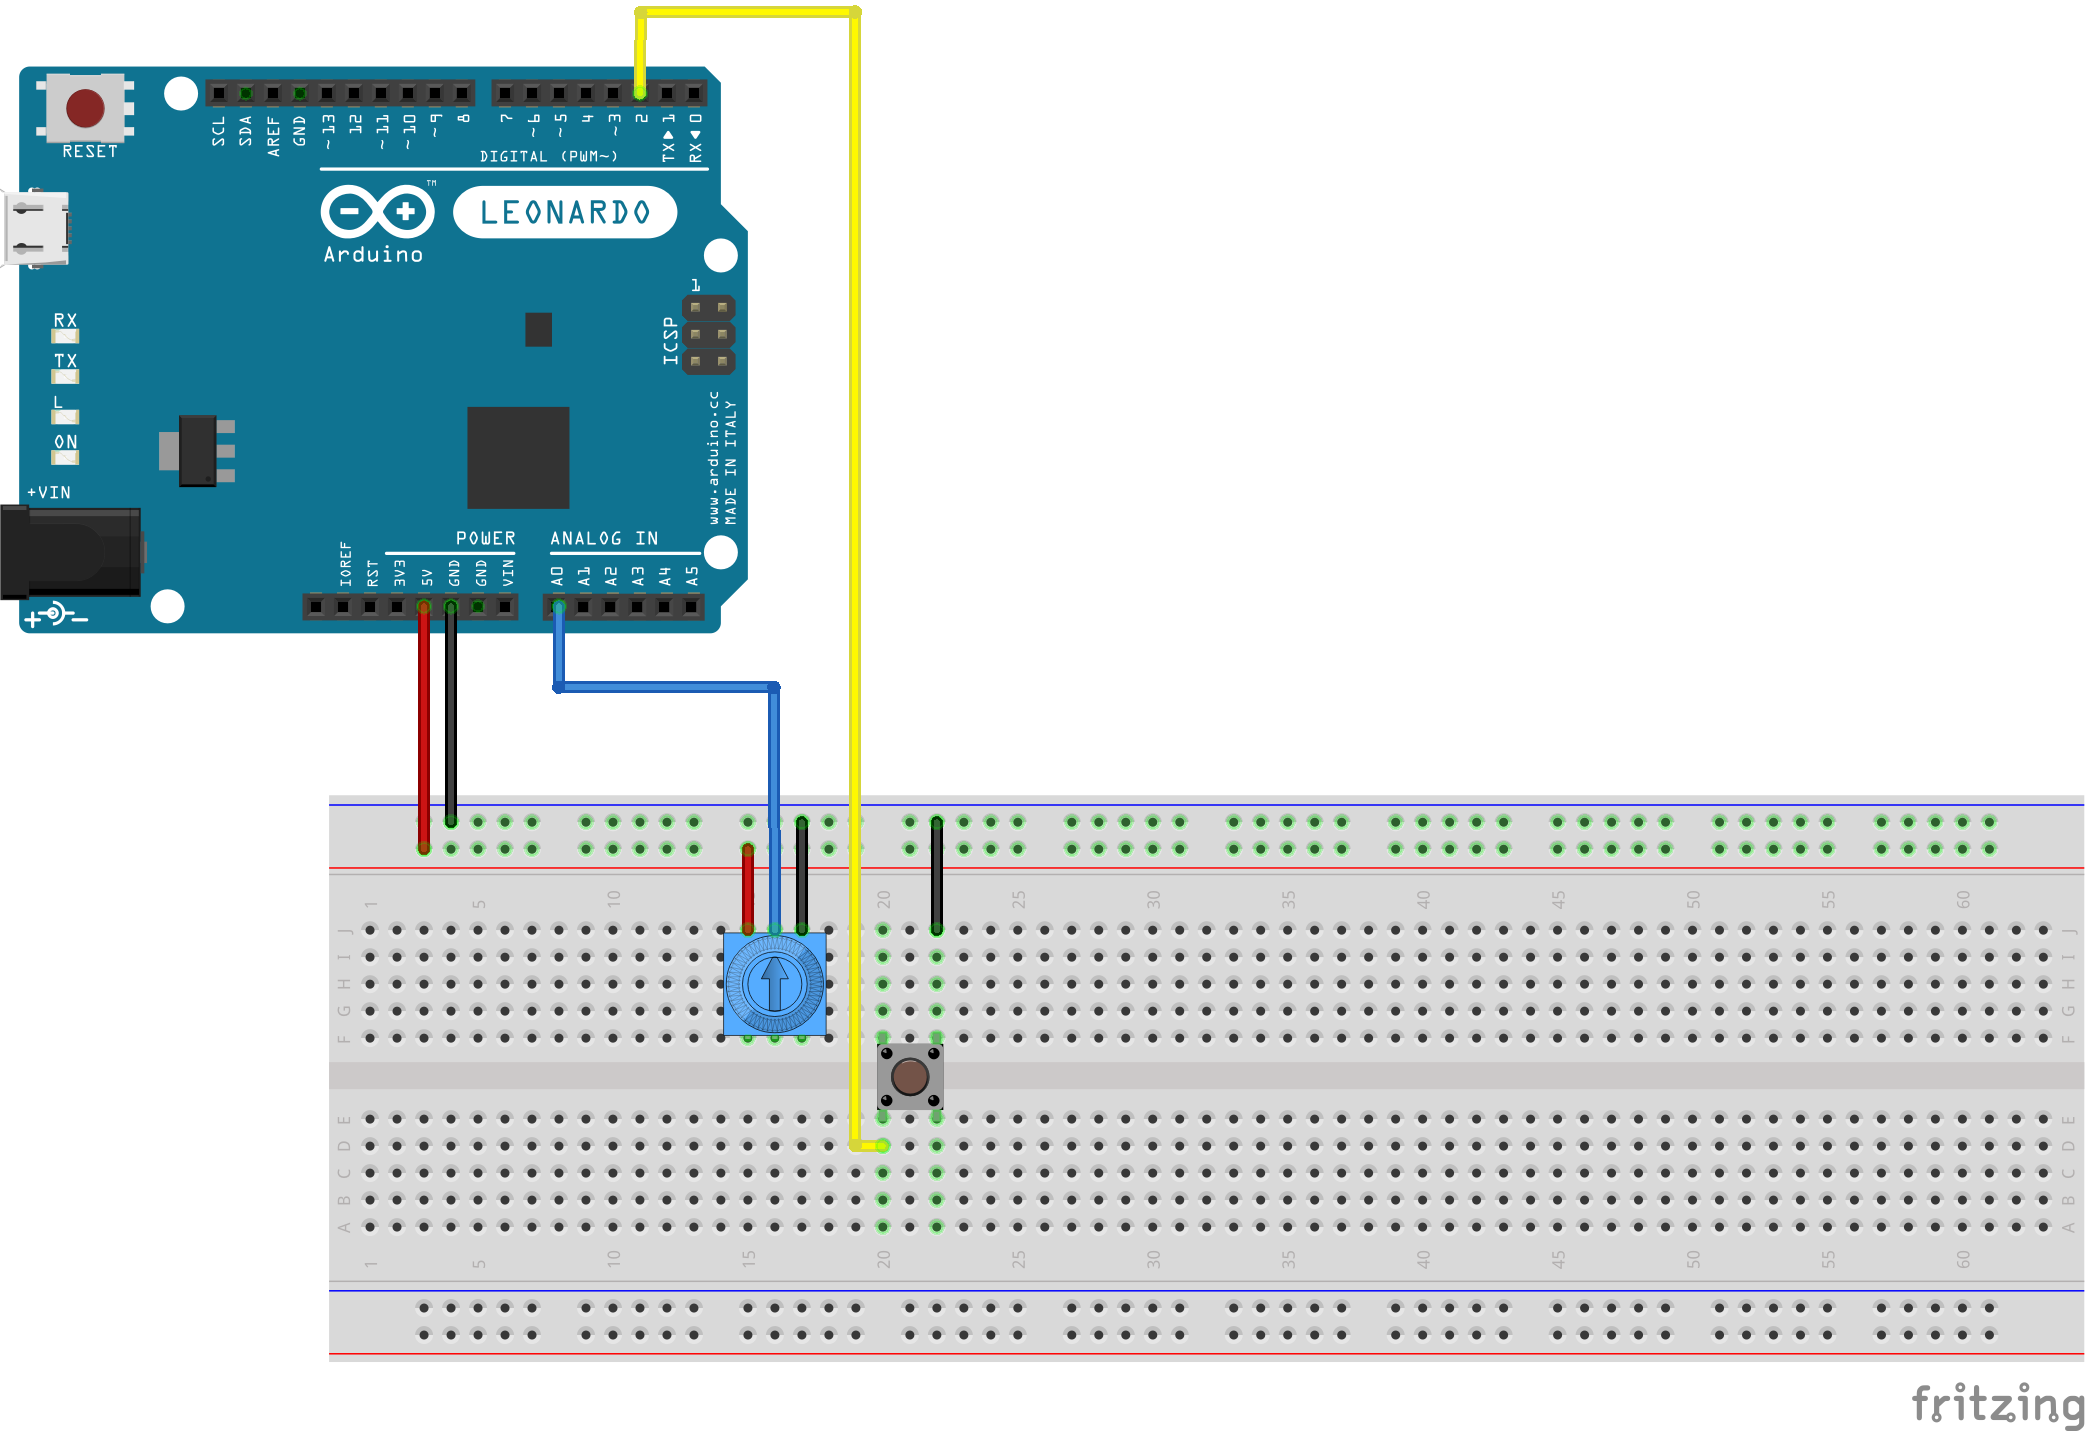 RESET
SCL
SDA
AREF
GND
~13
12
~11
~10
~9
8
7
~6
~5
4
~3
2
TX▶1
RX◀0
DIGITAL (PWM~)
TM
LEONARDO
Arduino
1
ICSP
RX
TX
L
ON
+VIN
www.arduino.cc
MADE IN ITALY
POWER
ANALOG IN
IOREF
RST
3V3
5V
GND
GND
VIN
A0
A1
A2
A3
A4
A5
1 5 10 20 25 30 35 40 45 50 55 60
J J
I I
H H
G G
F F
E E
D D
C C
B B
A A
1 5 10 15 20 25 30 35 40 45 50 55 60
fritzing